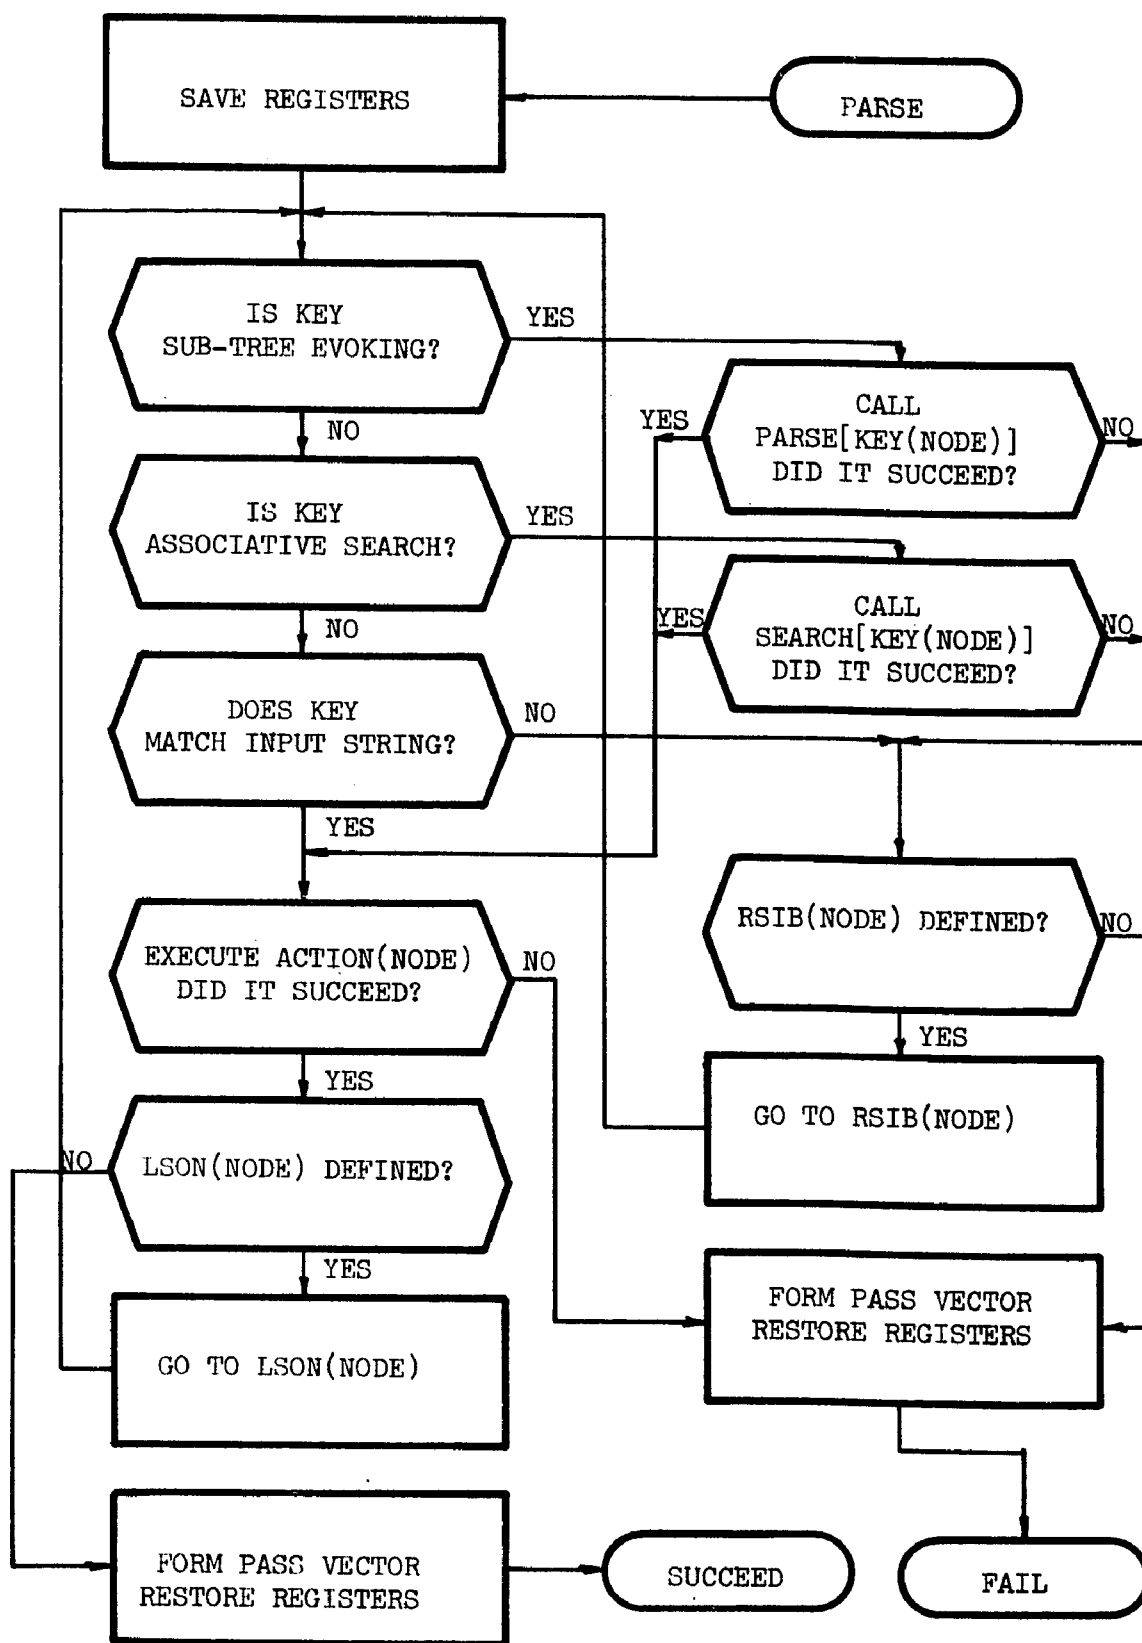 SAVE REGISTERS
PARSE
IS KEY
SUB-TREE EVOKING?
YES
NO
CALL
PARSE[KEY(NODE)]
DID IT SUCCEED?
YES
NO
IS KEY
ASSOCIATIVE SEARCH?
YES
NO
CALL
SEARCH[KEY(NODE)]
DID IT SUCCEED?
YES
NO
DOES KEY
MATCH INPUT STRING?
NO
YES
RSIB(NODE) DEFINED?
NO
YES
EXECUTE ACTION(NODE)
DID IT SUCCEED?
NO
YES
GO TO RSIB(NODE)
LSON(NODE) DEFINED?
NO
YES
FORM PASS VECTOR
RESTORE REGISTERS
GO TO LSON(NODE)
FORM PASS VECTOR
RESTORE REGISTERS
SUCCEED
FAIL